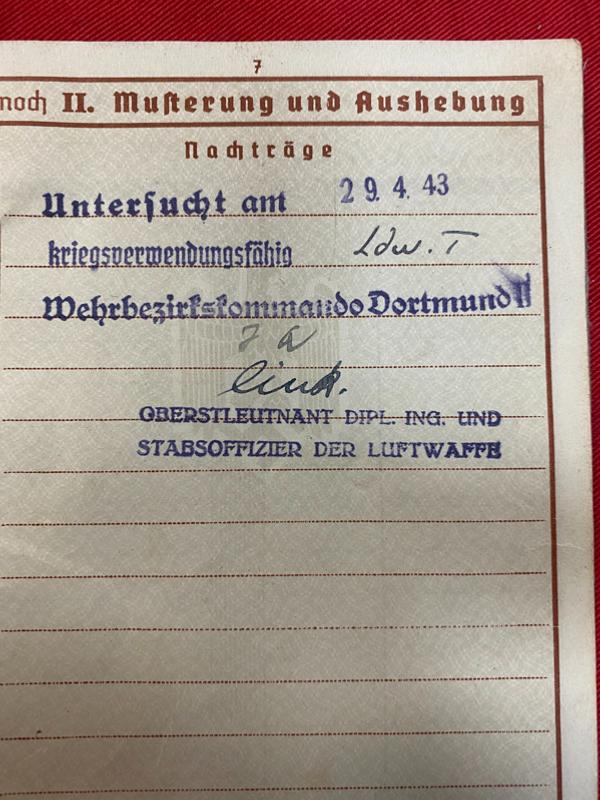 7
noch II. Musterung und Aushebung
Nachträge
Untersucht am 29.4.43
kriegsverwendungsfähig Ldw. I
Wehrbezirkskommando Dortmund II
OBERSTLEUTNANT DIPL. ING. UND
STABSOFFIZIER DER LUFTWAFFE